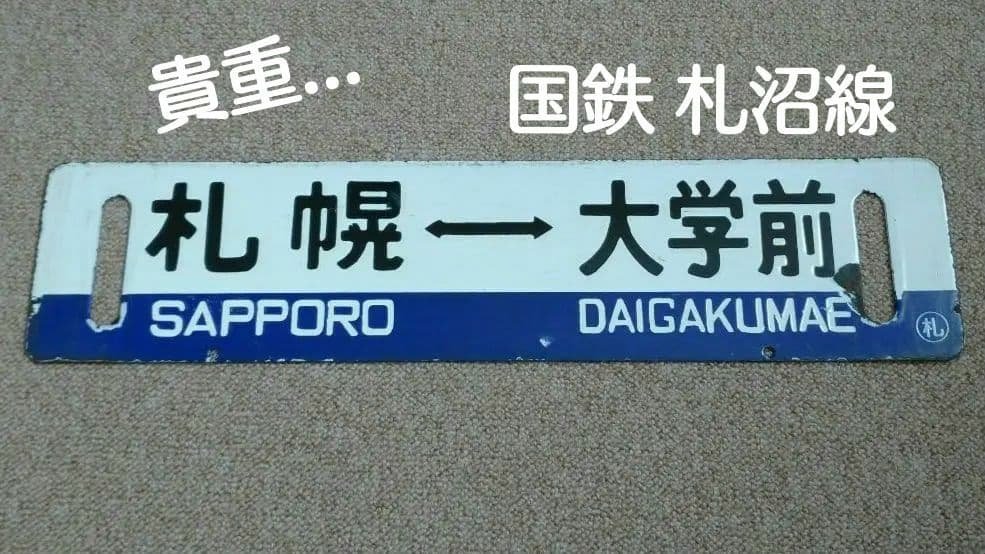 貴重...
国鉄 札沼線
札幌 ↔ 大学前
SAPPORO DAIGAKUMAE
札